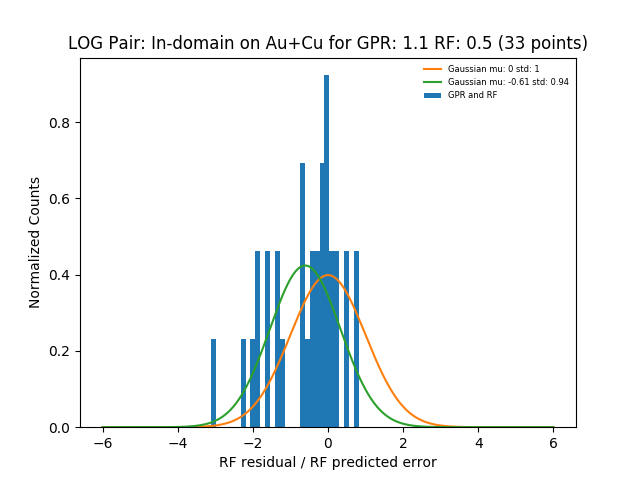 LOG Pair: In-domain on Au+Cu for GPR: 1.1 RF: 0.5 (33 points)
Gaussian mu: 0 std: 1
Gaussian mu: -0.61 std: 0.94
GPR and RF
Normalized Counts
0.8
0.6
0.4
0.2
0.0
−6 −4 −2 0 2 4 6
RF residual / RF predicted error